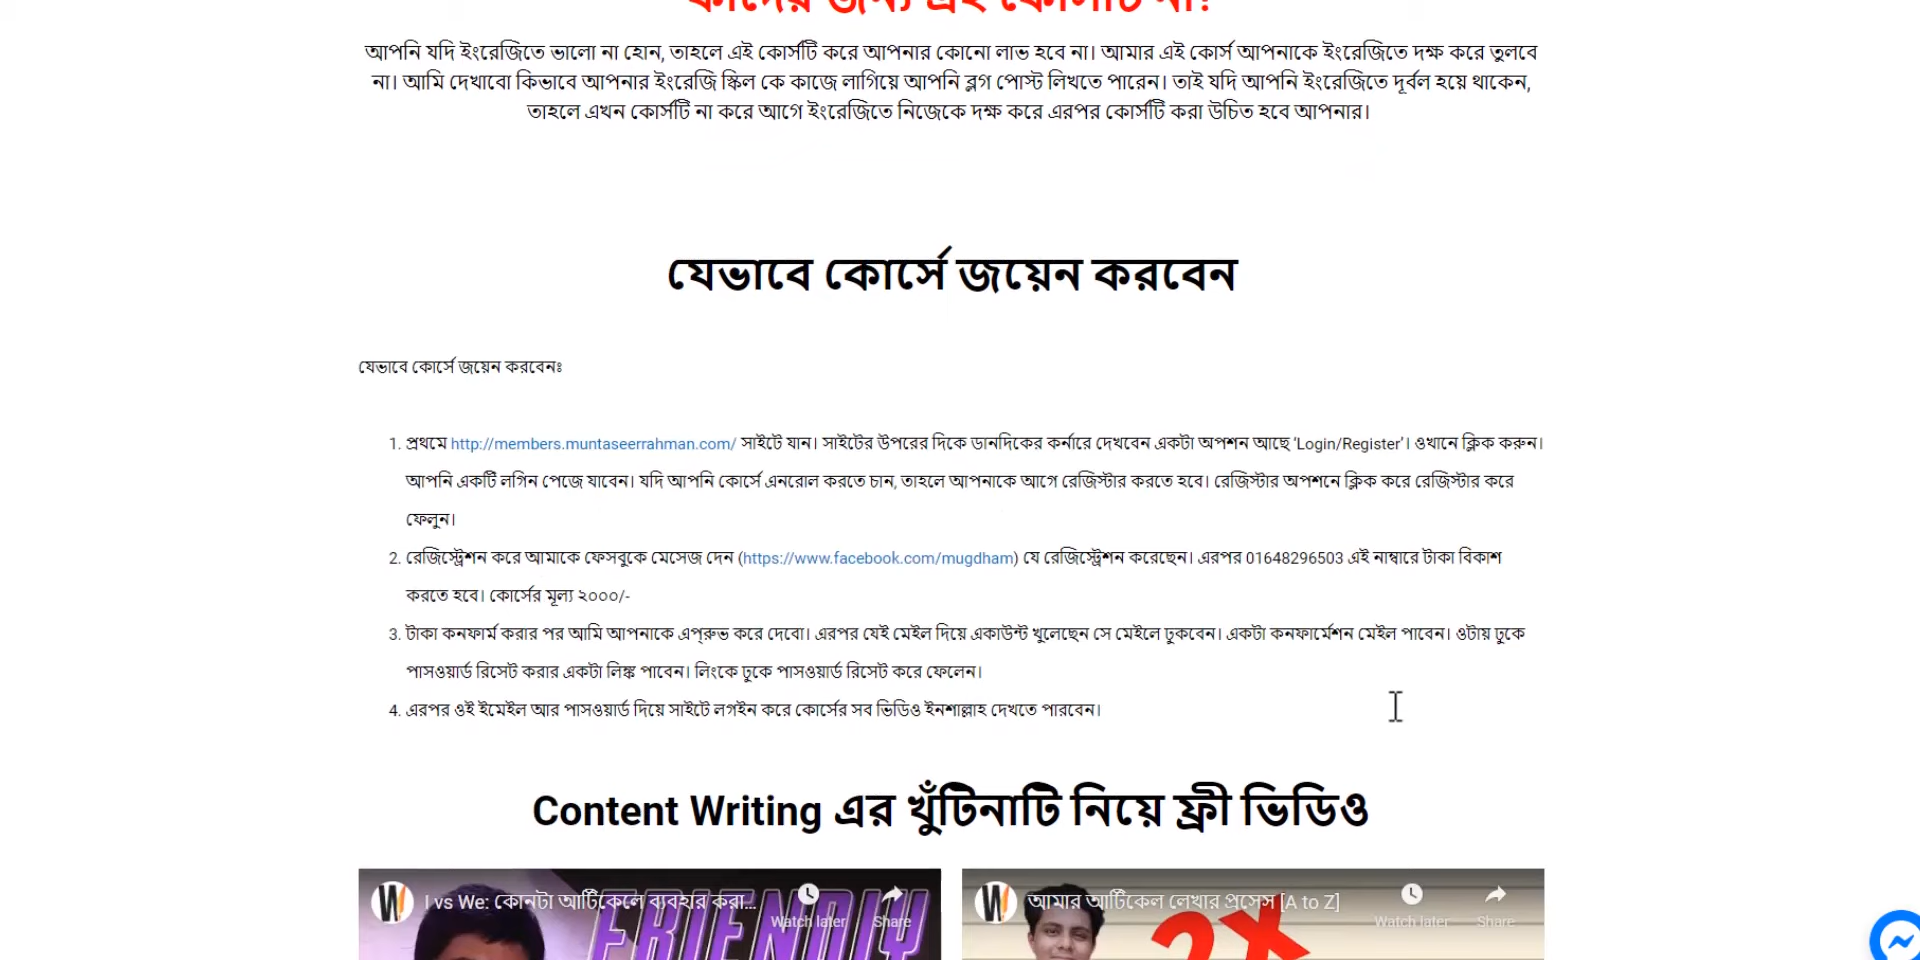 কাদের জন্য এই কোর্সটি না?
আপনি যদি ইংরেজিতে ভালো না হোন, তাহলে এই কোর্সটি করে আপনার কোনো লাভ হবে না। আমার এই কোর্স আপনাকে ইংরেজিতে দক্ষ করে তুলবে
না। আমি দেখাবো কিভাবে আপনার ইংরেজি স্কিল কে কাজে লাগিয়ে আপনি ব্লগ পোস্ট লিখতে পারেন। তাই যদি আপনি ইংরেজিতে দূর্বল হয়ে থাকেন,
তাহলে এখন কোর্সটি না করে আগে ইংরেজিতে নিজেকে দক্ষ করে এরপর কোর্সটি করা উচিত হবে আপনার।
যেভাবে কোর্সে জয়েন করবেন
যেভাবে কোর্সে জয়েন করবেনঃ
1. প্রথমে http://members.muntaseerrahman.com/ সাইটে যান। সাইটের উপরের দিকে ডানদিকের কর্নারে দেখবেন একটা অপশন আছে ‘Login/Register’। ওখানে ক্লিক করুন।
আপনি একটি লগিন পেজে যাবেন। যদি আপনি কোর্সে এনরোল করতে চান, তাহলে আপনাকে আগে রেজিস্টার করতে হবে। রেজিস্টার অপশনে ক্লিক করে রেজিস্টার করে
ফেলুন।
2. রেজিস্ট্রেশন করে আমাকে ফেসবুকে মেসেজ দেন (https://www.facebook.com/mugdham) যে রেজিস্ট্রেশন করেছেন। এরপর 01648296503 এই নাম্বারে টাকা বিকাশ
করতে হবে। কোর্সের মূল্য ২০০০/-
3. টাকা কনফার্ম করার পর আমি আপনাকে এপ্রুভ করে দেবো। এরপর যেই মেইল দিয়ে একাউন্ট খুলেছেন সে মেইলে ঢুকবেন। একটা কনফার্মেশন মেইল পাবেন। ওটায় ঢুকে
পাসওয়ার্ড রিসেট করার একটা লিঙ্ক পাবেন। লিংকে ঢুকে পাসওয়ার্ড রিসেট করে ফেলেন।
4. এরপর ওই ইমেইল আর পাসওয়ার্ড দিয়ে সাইটে লগইন করে কোর্সের সব ভিডিও ইনশাল্লাহ দেখতে পারবেন।
Content Writing এর খুঁটিনাটি নিয়ে ফ্রী ভিডিও
I vs We: কোনটা আর্টিকেলে ব্যবহার করা...
Watch later
Share
FRIENDLY
আমার আর্টিকেল লেখার প্রসেস [A to Z]
Watch later
Share
2X